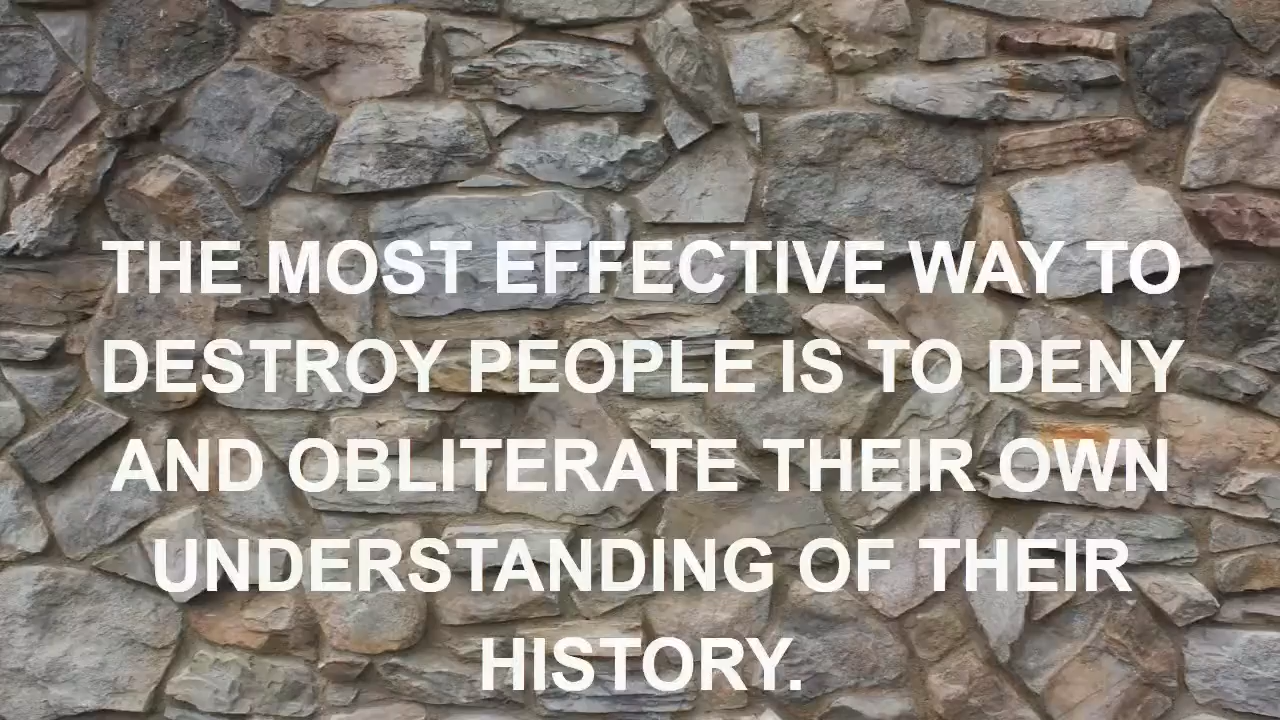 THE MOST EFFECTIVE WAY TO
DESTROY PEOPLE IS TO DENY
AND OBLITERATE THEIR OWN
UNDERSTANDING OF THEIR
HISTORY.